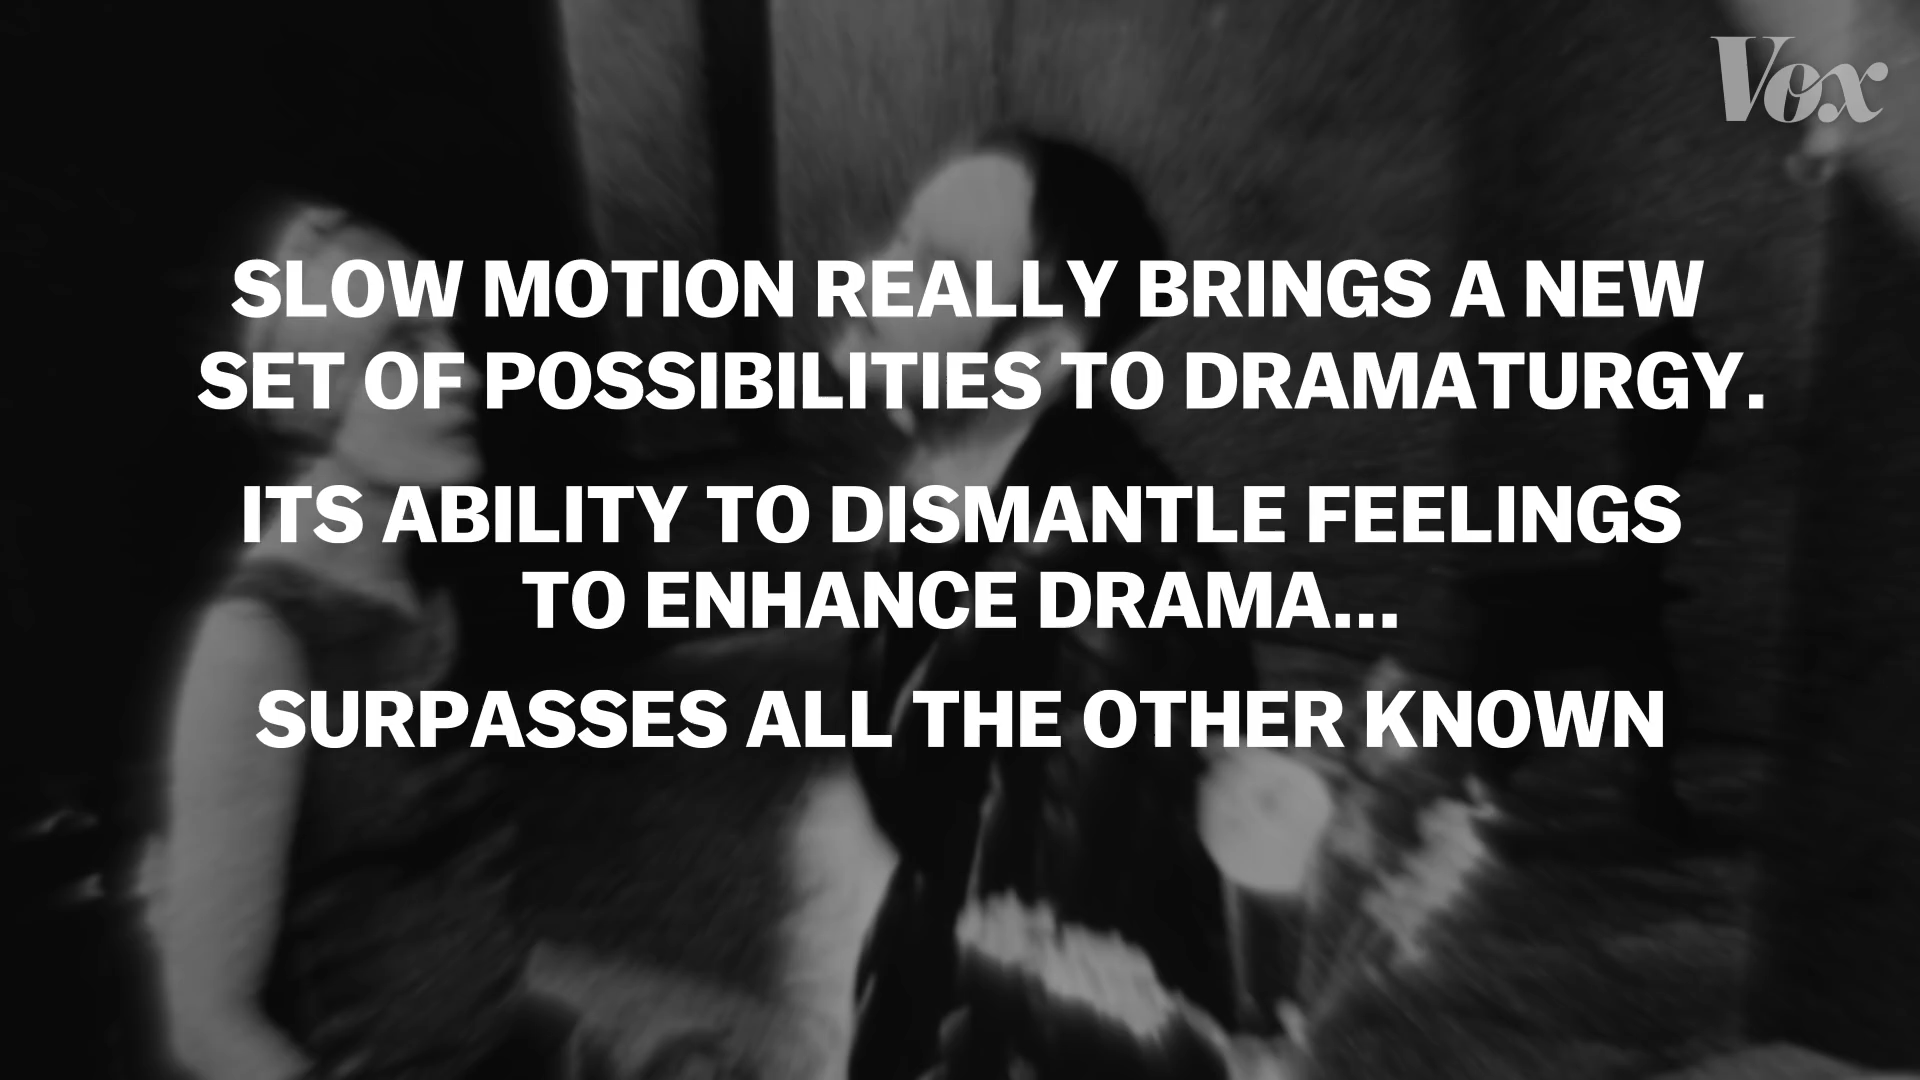 Vox
SLOW MOTION REALLY BRINGS A NEW
SET OF POSSIBILITIES TO DRAMATURGY.
ITS ABILITY TO DISMANTLE FEELINGS
TO ENHANCE DRAMA...
SURPASSES ALL THE OTHER KNOWN